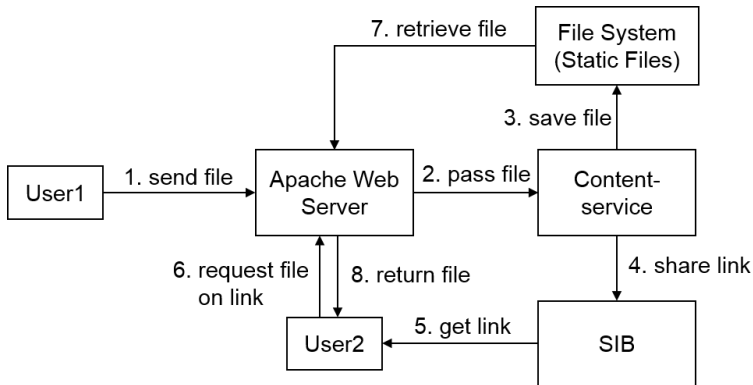 7. retrieve file
File System
(Static Files)
3. save file
User1
1. send file
Apache Web
Server
2. pass file
Content-
service
6. request file
on link
8. return file
4. share link
User2
5. get link
SIB